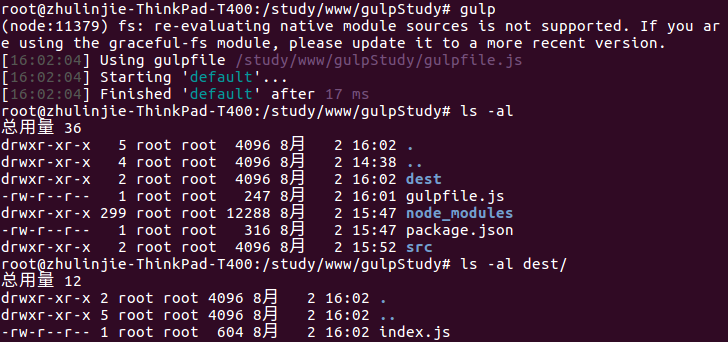 root@zhulinjie-ThinkPad-T400:/study/www/gulpStudy# gulp
(node:11379) fs: re-evaluating native module sources is not supported. If you ar
e using the graceful-fs module, please update it to a more recent version.
[16:02:04] Using gulpfile /study/www/gulpStudy/gulpfile.js
[16:02:04] Starting 'default'...
[16:02:04] Finished 'default' after 17 ms
root@zhulinjie-ThinkPad-T400:/study/www/gulpStudy# ls -al
总用量 36
drwxr-xr-x   5 root root  4096 8月   2 16:02 .
drwxr-xr-x   4 root root  4096 8月   2 14:38 ..
drwxr-xr-x   2 root root  4096 8月   2 16:02 dest
-rw-r--r--   1 root root   247 8月   2 16:01 gulpfile.js
drwxr-xr-x 299 root root 12288 8月   2 15:47 node_modules
-rw-r--r--   1 root root   316 8月   2 15:47 package.json
drwxr-xr-x   2 root root  4096 8月   2 15:52 src
root@zhulinjie-ThinkPad-T400:/study/www/gulpStudy# ls -al dest/
总用量 12
drwxr-xr-x 2 root root 4096 8月   2 16:02 .
drwxr-xr-x 5 root root 4096 8月   2 16:02 ..
-rw-r--r-- 1 root root  604 8月   2 16:02 index.js